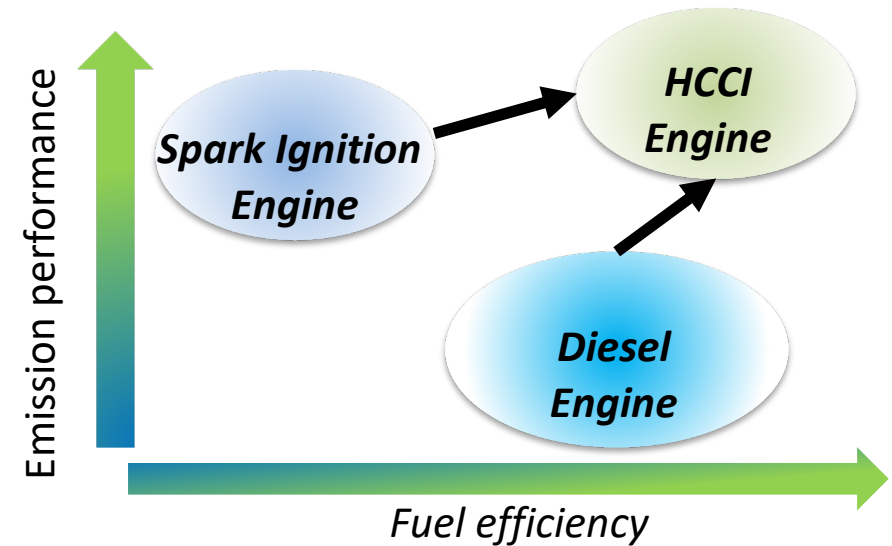 Emission performance
Spark Ignition
Engine
HCCI
Engine
Diesel
Engine
Fuel efficiency